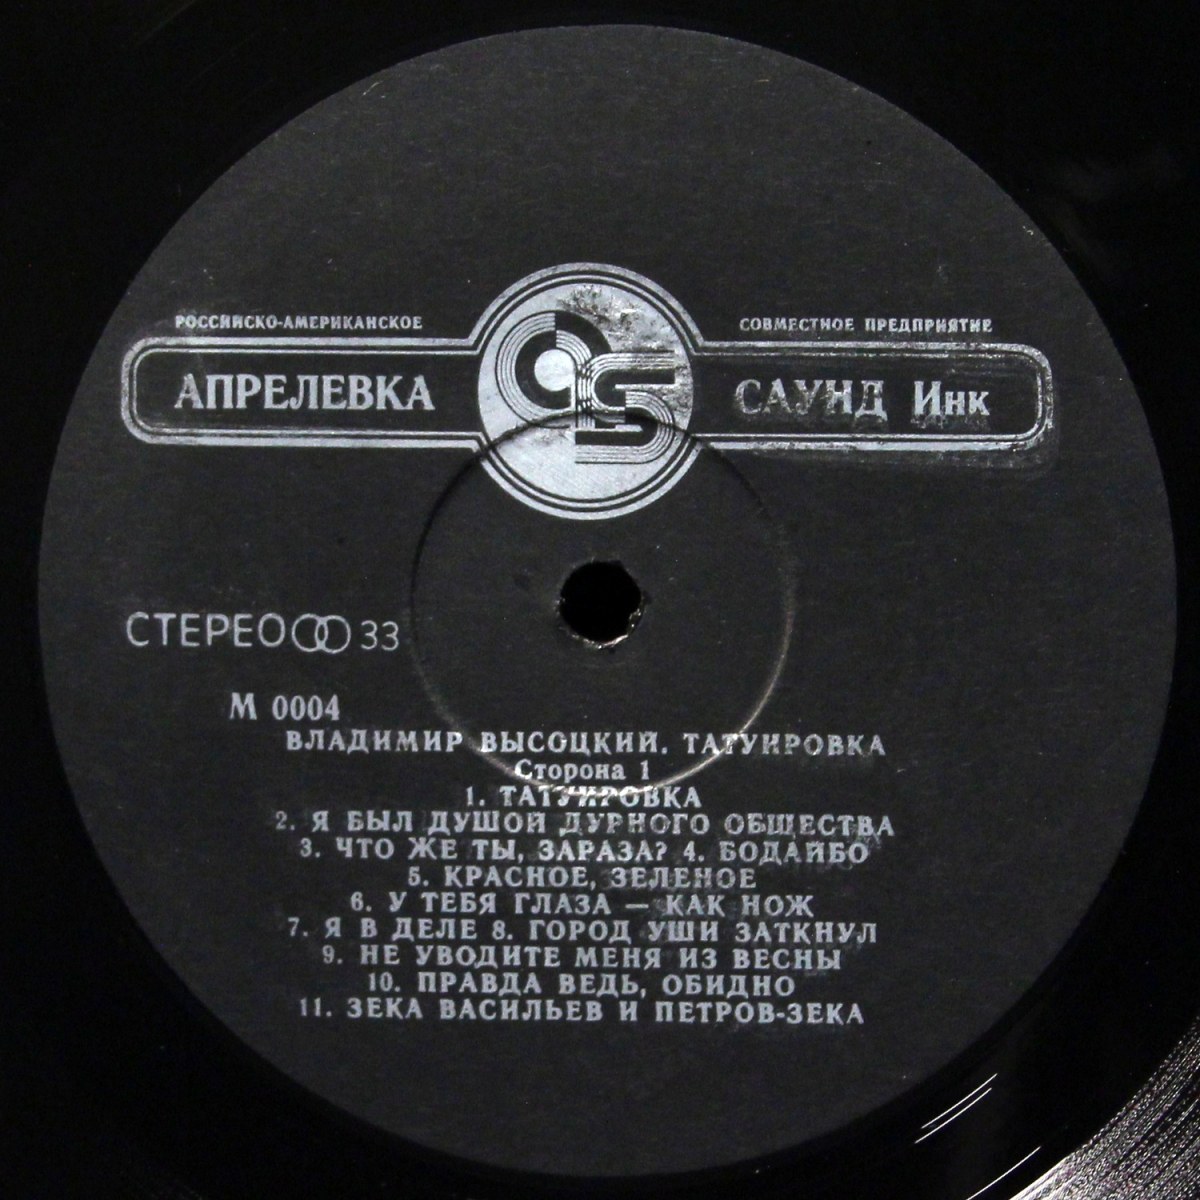 РОССИЙСКО-АМЕРИКАНСКОЕ СОВМЕСТНОЕ ПРЕДПРИЯТИЕ
АПРЕЛЕВКА САУНД Инк
СТЕРЕО 33
М 0004
ВЛАДИМИР ВЫСОЦКИЙ. ТАТУИРОВКА
Сторона 1
1. ТАТУИРОВКА
2. Я БЫЛ ДУШОЙ ДУРНОГО ОБЩЕСТВА
3. ЧТО ЖЕ ТЫ, ЗАРАЗА? 4. БОДАЙБО
5. КРАСНОЕ, ЗЕЛЕНОЕ
6. У ТЕБЯ ГЛАЗА — КАК НОЖ
7. Я В ДЕЛЕ 8. ГОРОД УШИ ЗАТКНУЛ
9. НЕ УВОДИТЕ МЕНЯ ИЗ ВЕСНЫ
10. ПРАВДА ВЕДЬ, ОБИДНО
11. ЗЕКА ВАСИЛЬЕВ И ПЕТРОВ-ЗЕКА